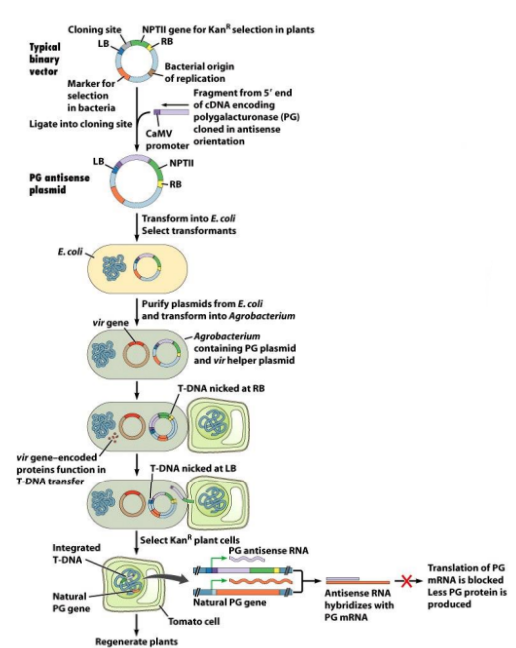 Cloning site
NPTII gene for Kanᴿ selection in plants
LB
RB
Typical
binary
vector
Bacterial origin
of replication
Marker for
selection
in bacteria
Fragment from 5′ end
of cDNA encoding
polygalacturonase (PG)
cloned in antisense
orientation
Ligate into cloning site
CaMV
promoter
LB
NPTII
RB
PG antisense
plasmid
Transform into E. coli
Select transformants
E. coli
Purify plasmids from E. coli
and transform into Agrobacterium
vir gene
Agrobacterium
containing PG plasmid
and vir helper plasmid
T-DNA nicked at RB
vir gene–encoded
proteins function in
T-DNA transfer
T-DNA nicked at LB
Select Kanᴿ plant cells
Integrated
T-DNA
PG antisense RNA
Natural
PG gene
Natural PG gene
Tomato cell
Antisense RNA
hybridizes with
PG mRNA
Translation of PG
mRNA is blocked
Less PG protein is
produced
Regenerate plants